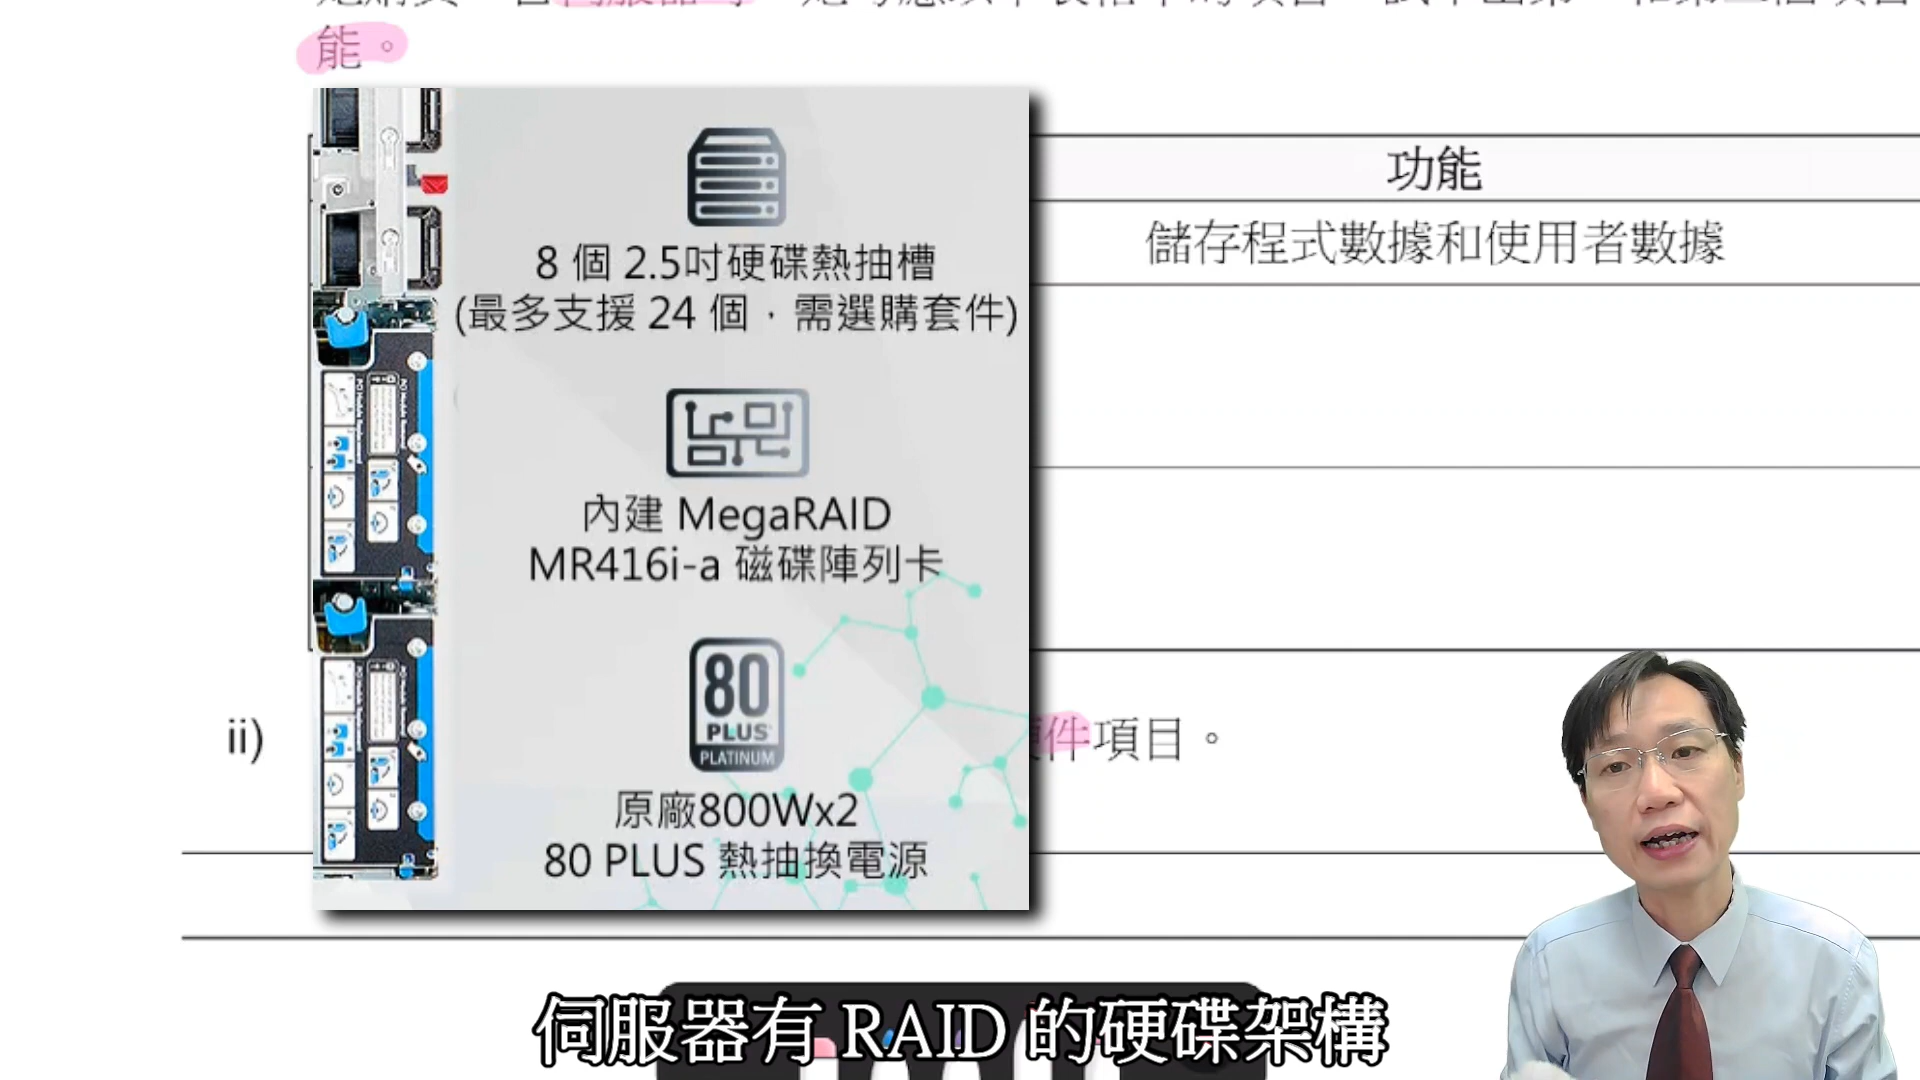 能。
功能
儲存程式數據和使用者數據
8 個 2.5吋硬碟熱抽槽
(最多支援 24 個，需選購套件)
內建 MegaRAID
MR416i-a 磁碟陣列卡
80
PLUS
PLATINUM
ii)
件項目。
原廠800Wx2
80 PLUS 熱抽換電源
伺服器有 RAID 的硬碟架構